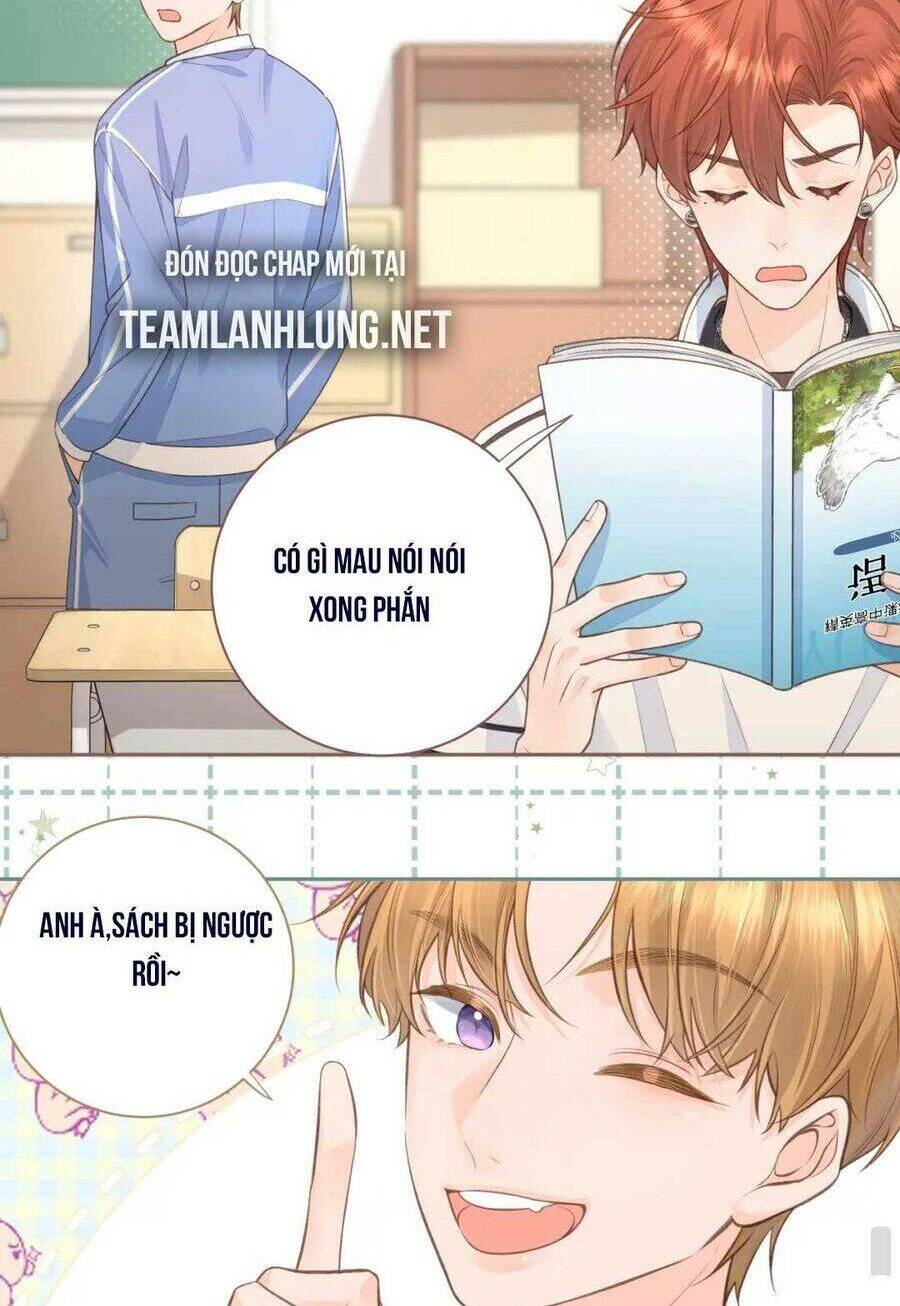 ĐÓN ĐỌC CHAP MỚI TẠI
TEAMLANHLUNG.NET
CÓ GÌ MAU NÓI NÓI
XONG PHẮN
ANH À,SÁCH BỊ NGƯỢC
RỒI~